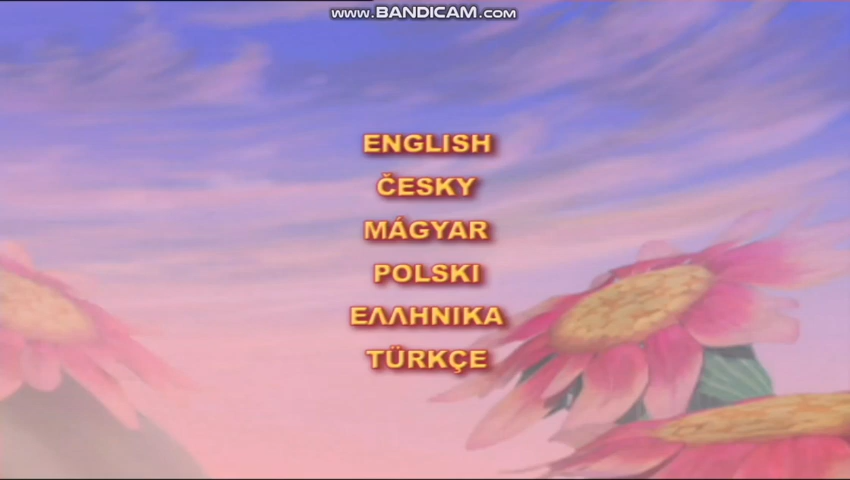 www.BANDICAM.com
ENGLISH
ČESKY
MÁGYAR
POLSKI
ΕΛΛΗΝΙΚΑ
TÜRKÇE